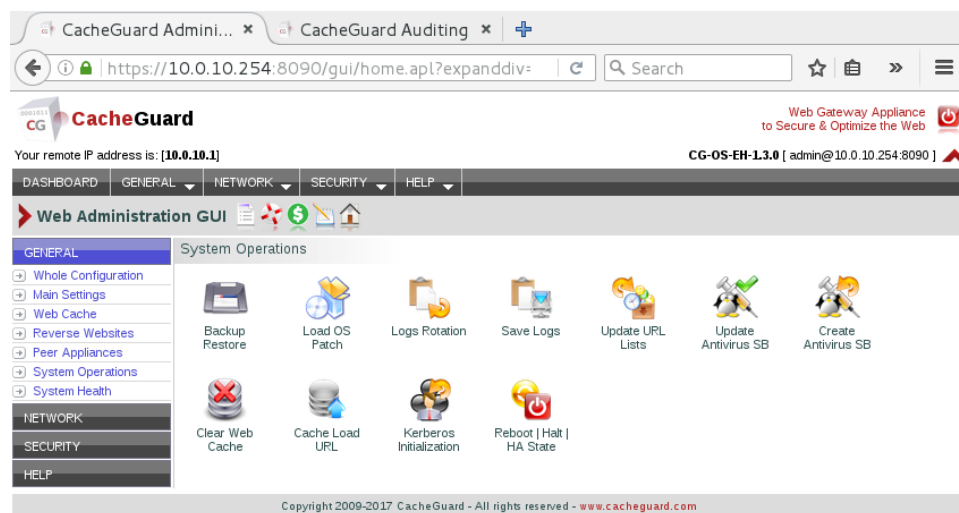 CacheGuard Admini...
CacheGuard Auditing
https://10.0.10.254:8090/gui/home.apl?expanddiv=
Search
CG
CacheGuard
Web Gateway Appliance
to Secure & Optimize the Web
Your remote IP address is: [10.0.10.1]
CG-OS-EH-1.3.0 [ admin@10.0.10.254:8090 ]
DASHBOARD GENERAL NETWORK SECURITY HELP
Web Administration GUI
GENERAL
Whole Configuration
Main Settings
Web Cache
Reverse Websites
Peer Appliances
System Operations
System Health
NETWORK
SECURITY
HELP
System Operations
Backup
Restore
Load OS
Patch
Logs Rotation
Save Logs
Update URL
Lists
Update
Antivirus SB
Create
Antivirus SB
Clear Web
Cache
Cache Load
URL
Kerberos
Initialization
Reboot | Halt |
HA State
Copyright 2009-2017 CacheGuard - All rights reserved - www.cacheguard.com